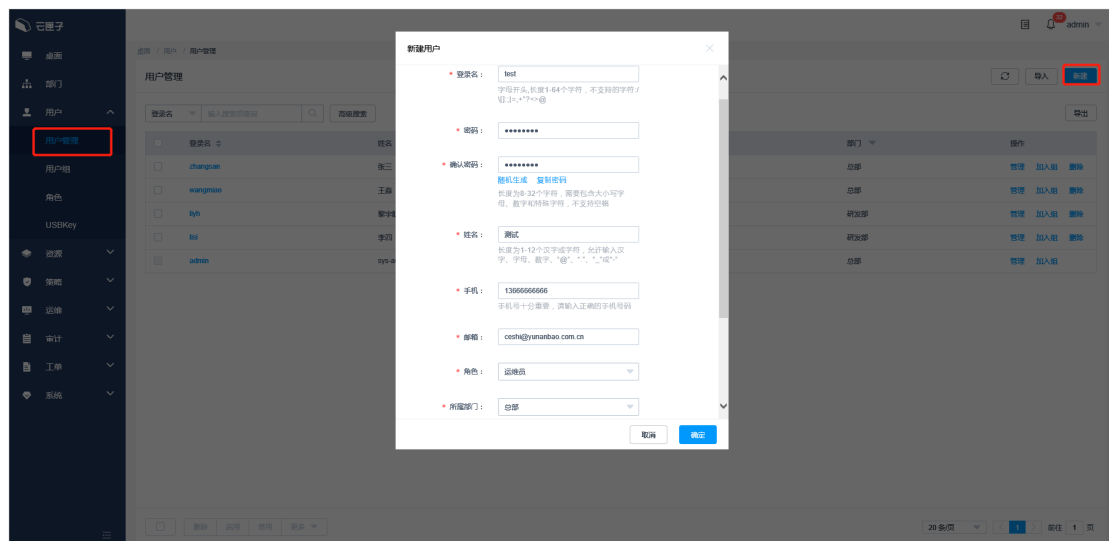 云匣子
33
admin
桌面
部门
用户
用户管理
用户组
角色
USBKey
资源
策略
运维
审计
工单
系统
桌面 / 用户 / 用户管理
用户管理
导入
新建
登录名
高级搜索
导出
登录名
姓名
部门
操作
zhangsan
张三
总部
管理 加入组 删除
wangmiao
王淼
总部
管理 加入组 删除
liyh
研发部
管理 加入组 删除
lisi
李四
研发部
管理 加入组 删除
admin
sys-a
总部
管理 加入组
新建用户
* 登录名：
test
字母开头,长度1-64个字符，不支持的字符:/
\[]:;|=,+"?<>@
* 密码：
••••••••
* 确认密码：
••••••••
随机生成 复制密码
长度为8-32个字符，需要包含大小写字
母、数字和特殊字符，不支持空格
* 姓名：
测试
长度为1-12个汉字或字符，允许输入汉
字、字母、数字、"@"、"."、"_"或"-"
* 手机：
13666666666
手机号十分重要，请输入正确的手机号码
* 邮箱：
ceshi@yunanbao.com.cn
* 角色：
运维员
* 所属部门：
总部
取消
确定
删除 启用 禁用 更多
20 条/页
1
前往 1 页